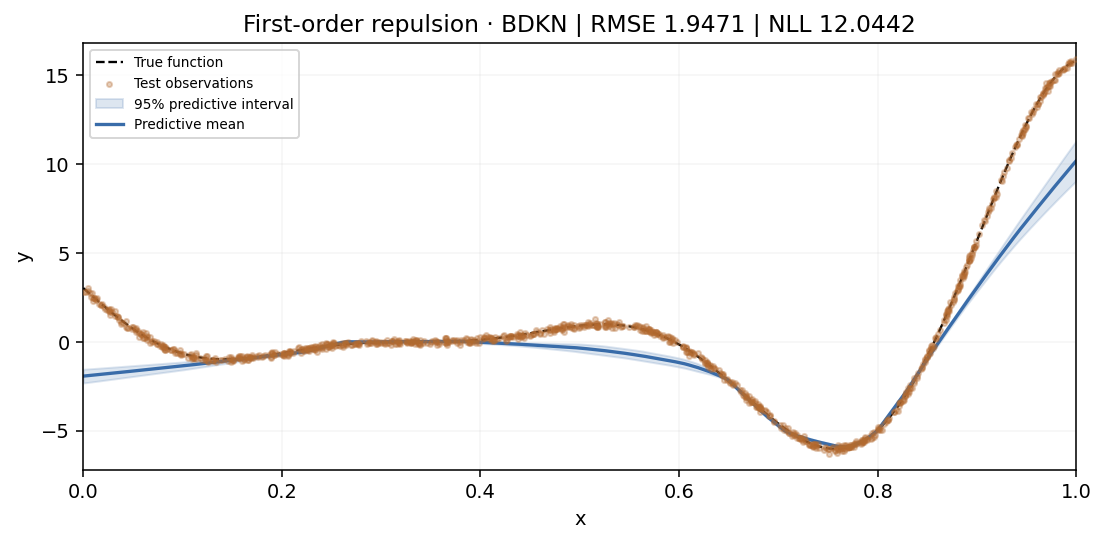 First-order repulsion · BDKN | RMSE 1.9471 | NLL 12.0442
True function
Test observations
95% predictive interval
Predictive mean
15
10
5
0
−5
y
0.0 0.2 0.4 0.6 0.8 1.0
x